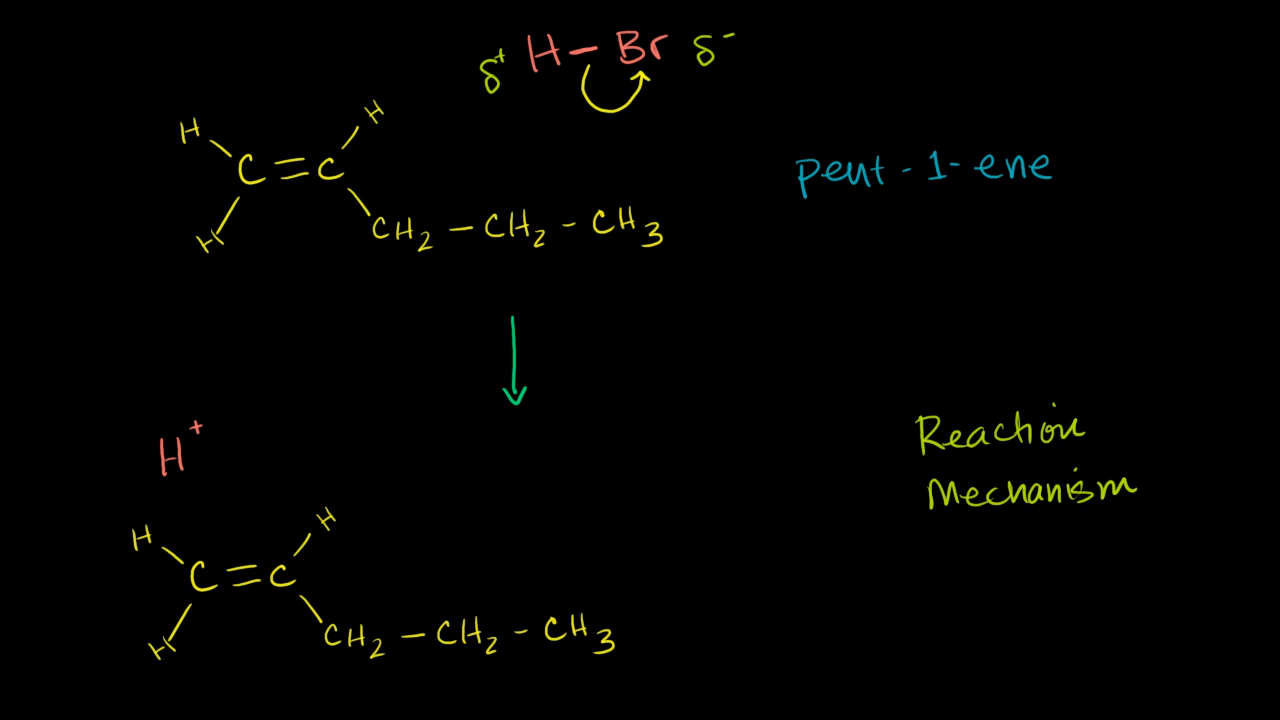 δ+ H – Br δ-
H H
C = C
H
CH2 – CH2 – CH3
pent - 1 - ene
H+
Reaction
Mechanism
H H
C = C
H
CH2 – CH2 – CH3